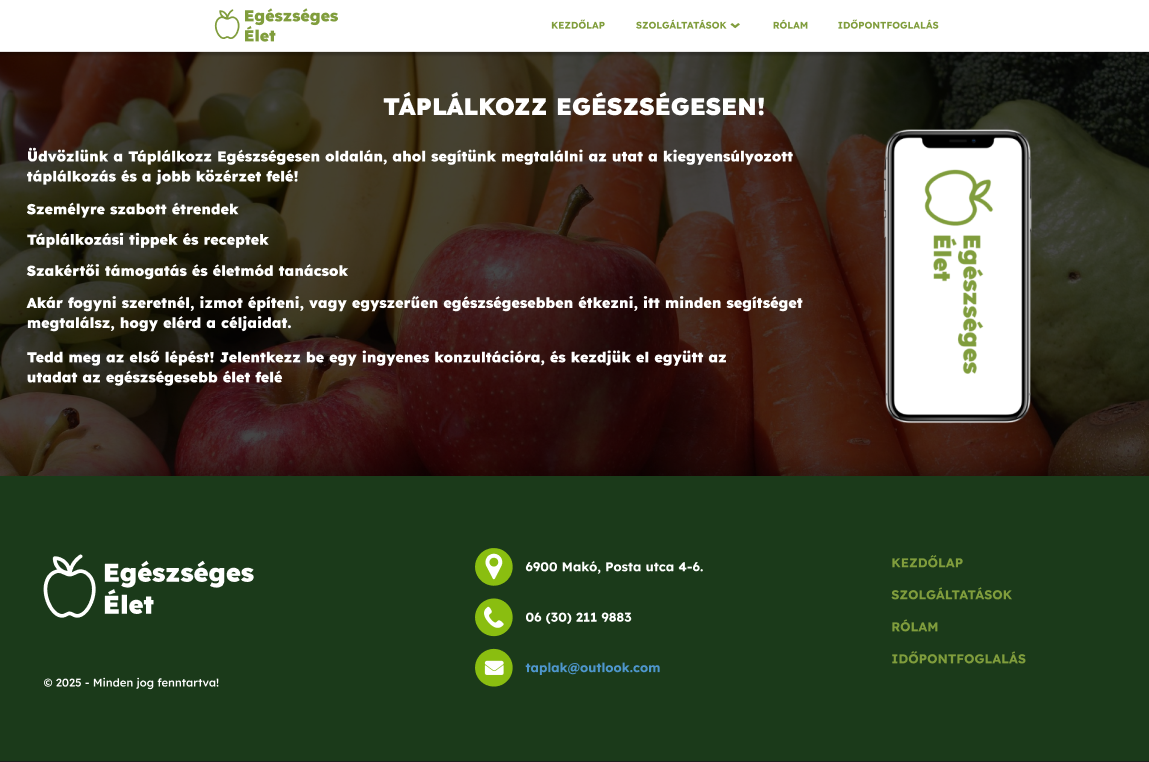 Egészséges
Élet
KEZDŐLAP
SZOLGÁLTATÁSOK
RÓLAM
IDŐPONTFOGLALÁS
TÁPLÁLKOZZ EGÉSZSÉGESEN!
Üdvözlünk a Táplálkozz Egészségesen oldalán, ahol segítünk megtalálni az utat a kiegyensúlyozott
táplálkozás és a jobb közérzet felé!
Személyre szabott étrendek
Táplálkozási tippek és receptek
Szakértői támogatás és életmód tanácsok
Akár fogyni szeretnél, izmot építeni, vagy egyszerűen egészségesebben étkezni, itt minden segítséget
megtalálsz, hogy elérd a céljaidat.
Tedd meg az első lépést! Jelentkezz be egy ingyenes konzultációra, és kezdjük el együtt az
utadat az egészségesebb élet felé
Egészséges
Élet
Egészséges
Élet
© 2025 - Minden jog fenntartva!
6900 Makó, Posta utca 4-6.
06 (30) 211 9883
taplak@outlook.com
KEZDŐLAP
SZOLGÁLTATÁSOK
RÓLAM
IDŐPONTFOGLALÁS